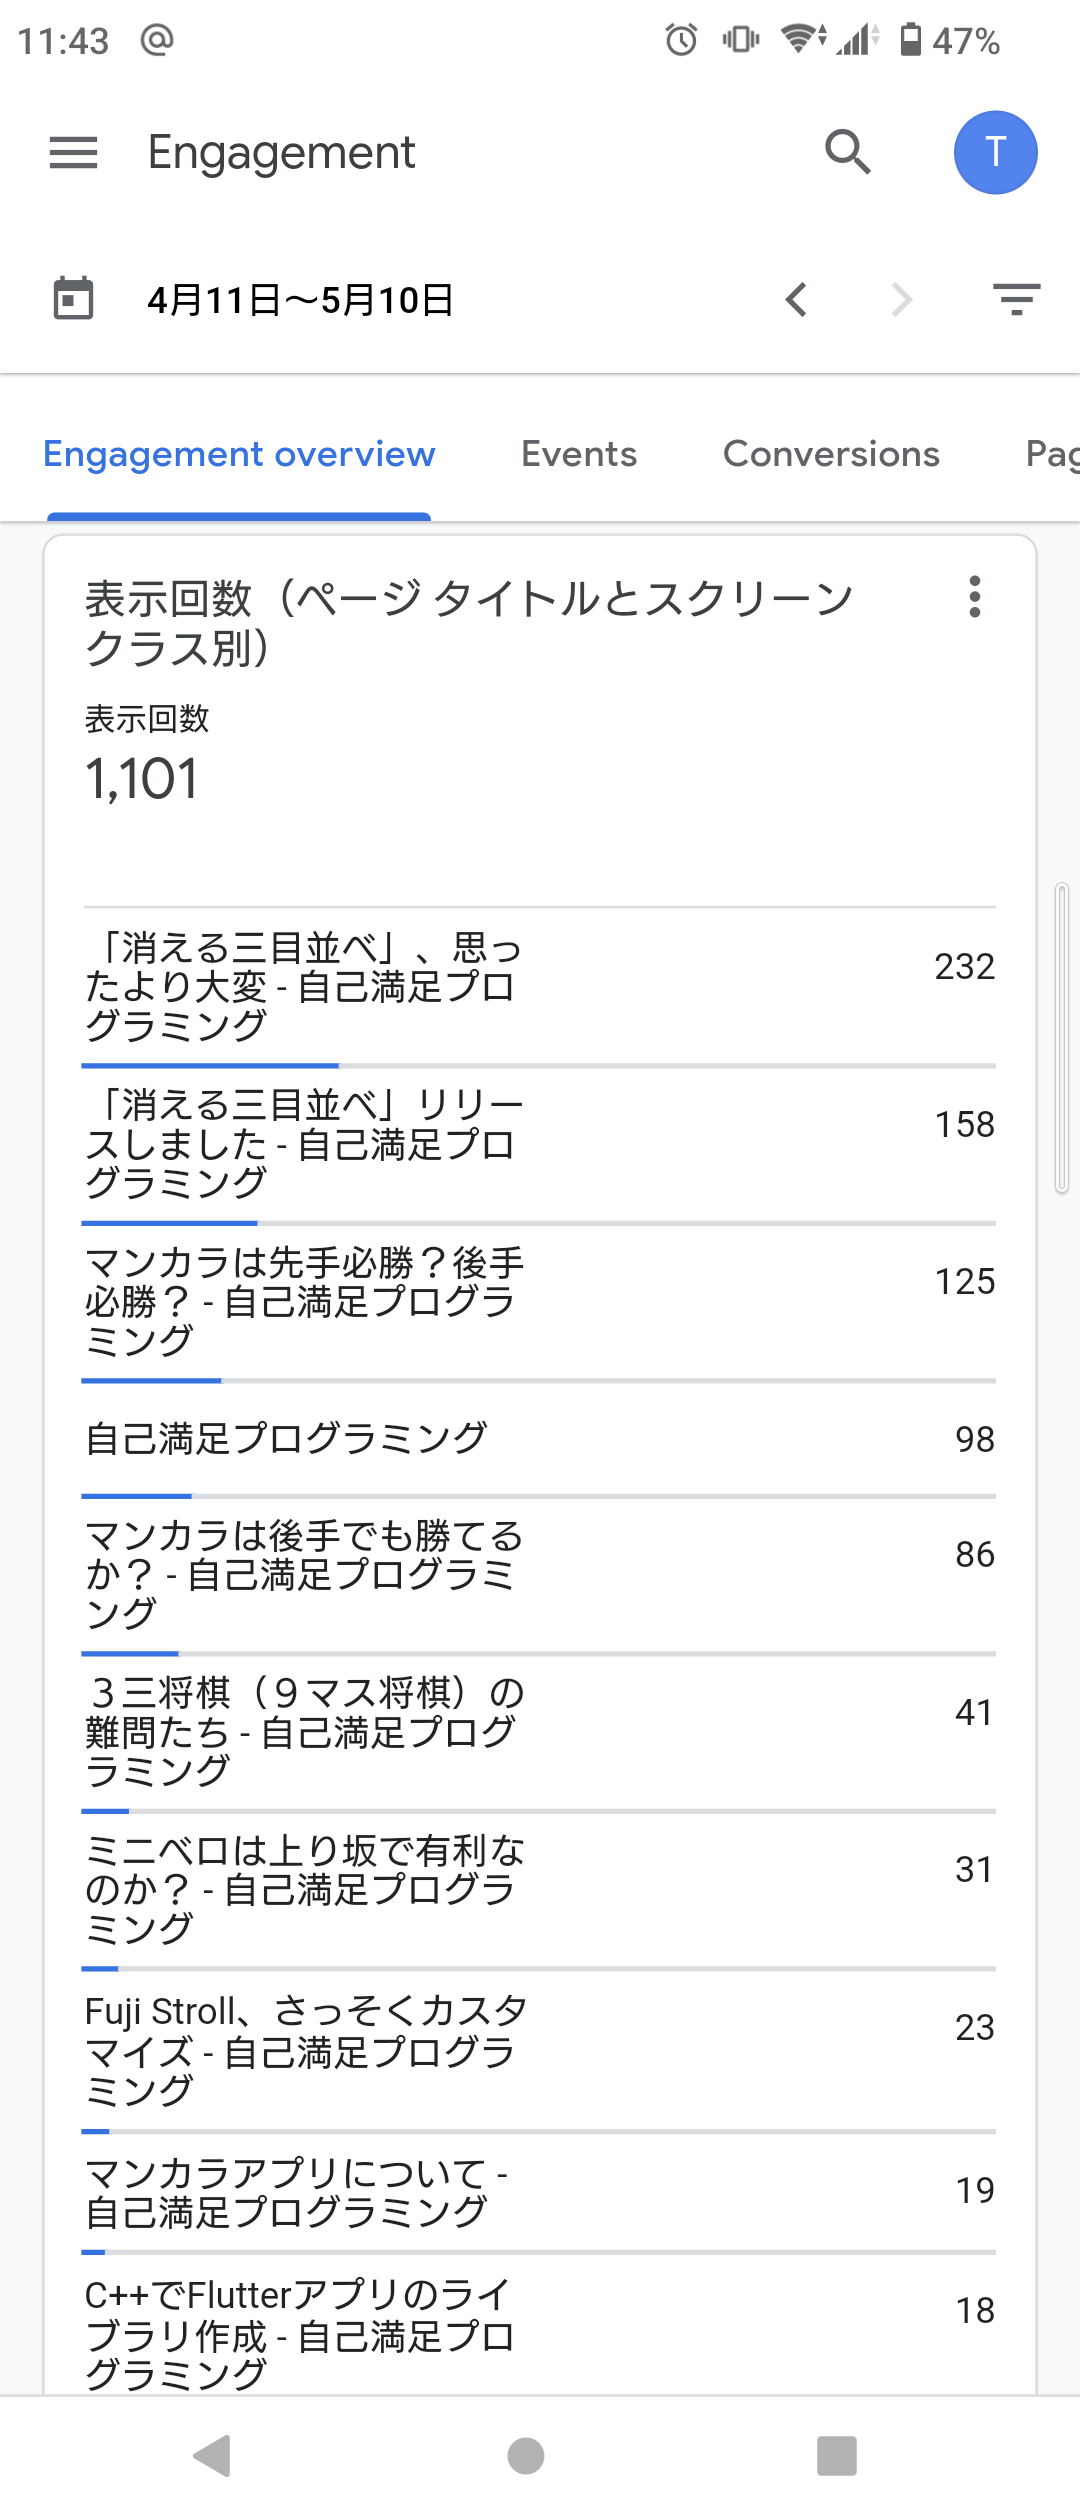 11:43
47%
Engagement
T
4月11日～5月10日
Engagement overview
Events
Conversions
Pag
表示回数（ページ タイトルとスクリーン
クラス別）
表示回数
1,101
「消える三目並べ」、思っ
たより大変 - 自己満足プロ
グラミング
232
「消える三目並べ」リリー
スしました - 自己満足プロ
グラミング
158
マンカラは先手必勝？後手
必勝？ - 自己満足プログラ
ミング
125
自己満足プログラミング
98
マンカラは後手でも勝てる
か？ - 自己満足プログラミ
ング
86
３三将棋（９マス将棋）の
難問たち - 自己満足プログ
ラミング
41
ミニベロは上り坂で有利な
のか？ - 自己満足プログラ
ミング
31
Fuji Stroll、さっそくカスタ
マイズ - 自己満足プログラ
ミング
23
マンカラアプリについて -
自己満足プログラミング
19
C++でFlutterアプリのライ
ブラリ作成 - 自己満足プロ
グラミング
18